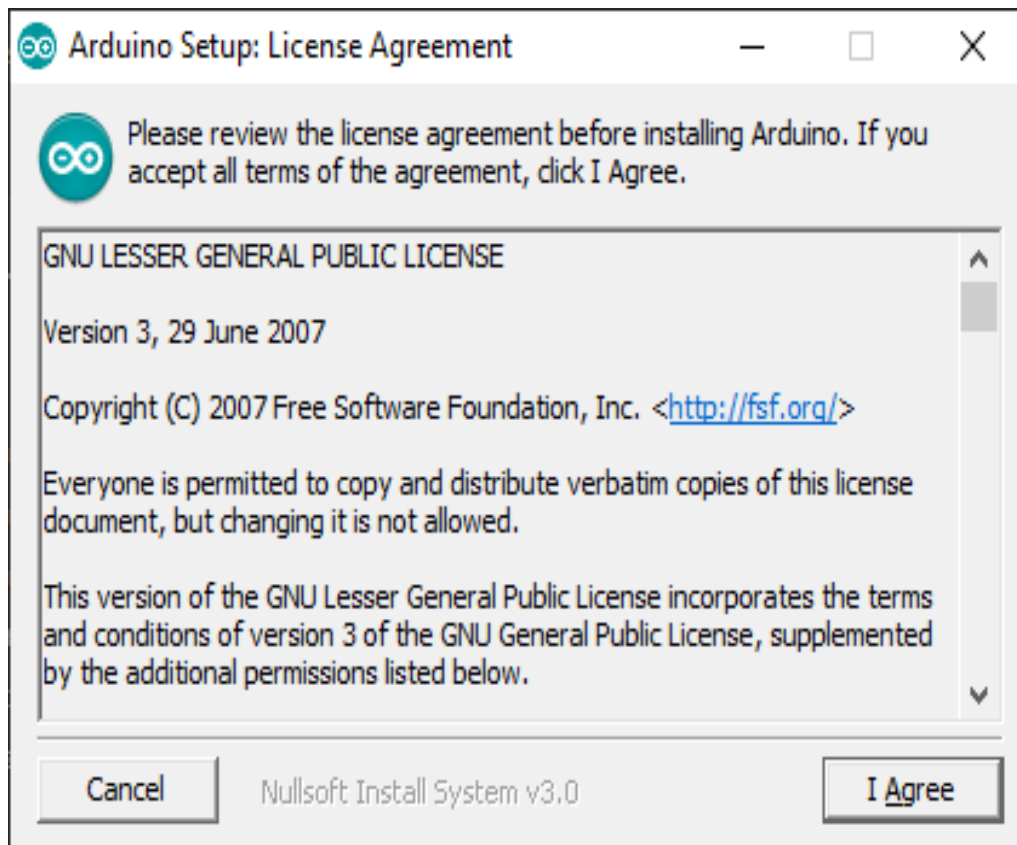 Arduino Setup: License Agreement
Please review the license agreement before installing Arduino. If you
accept all terms of the agreement, click I Agree.
GNU LESSER GENERAL PUBLIC LICENSE
Version 3, 29 June 2007
Copyright (C) 2007 Free Software Foundation, Inc. <http://fsf.org/>
Everyone is permitted to copy and distribute verbatim copies of this license
document, but changing it is not allowed.
This version of the GNU Lesser General Public License incorporates the terms
and conditions of version 3 of the GNU General Public License, supplemented
by the additional permissions listed below.
Cancel
Nullsoft Install System v3.0
I Agree